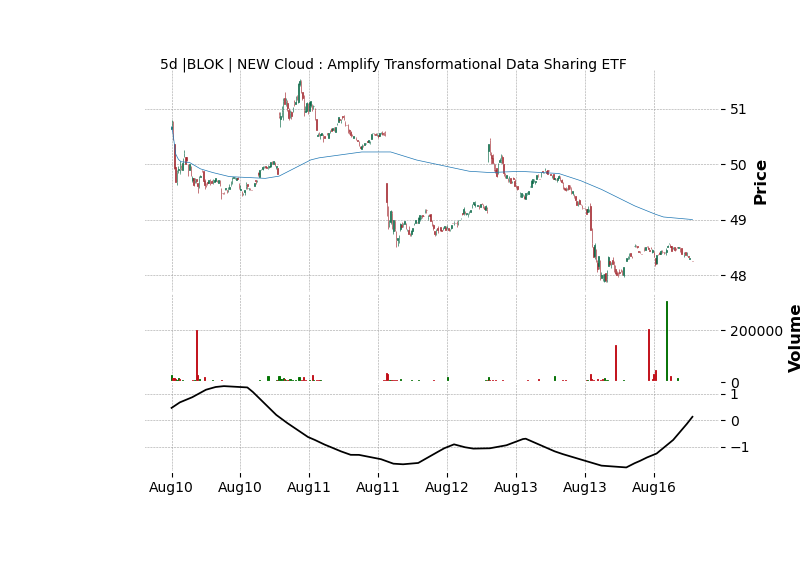 5d |BLOK | NEW Cloud : Amplify Transformational Data Sharing ETF
51
50
49
48
Price
200000
0
Volume
1
0
−1
Aug10 Aug10 Aug11 Aug11 Aug12 Aug13 Aug13 Aug16